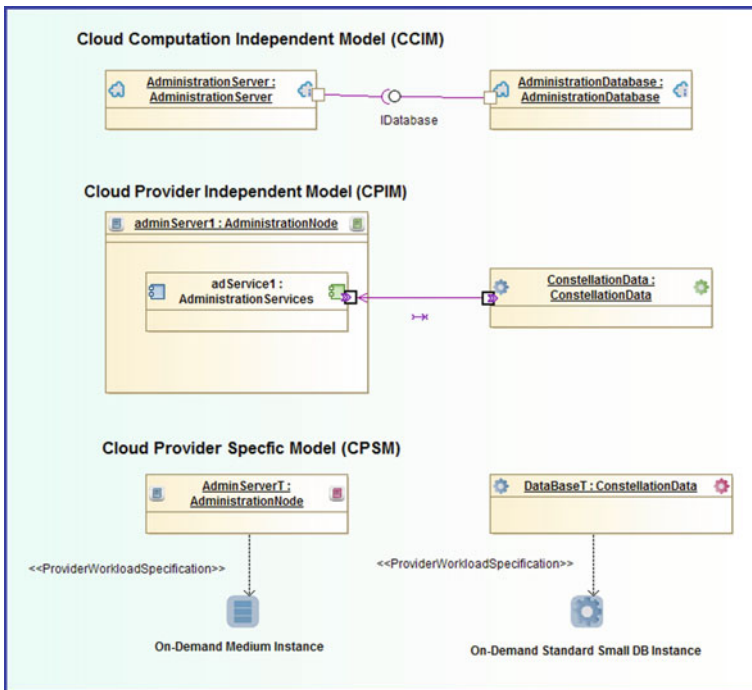 Cloud Computation Independent Model (CCIM)
AdministrationServer :
AdministrationServer
AdministrationDatabase :
AdministrationDatabase
IDatabase
Cloud Provider Independent Model (CPIM)
adminServer1 : AdministrationNode
adService1 :
AdministrationServices
ConstellationData :
ConstellationData
Cloud Provider Specfic Model (CPSM)
AdminServerT :
AdministrationNode
DataBaseT : ConstellationData
<<ProviderWorkloadSpecification>>
<<ProviderWorkloadSpecification>>
On-Demand Medium Instance
On-Demand Standard Small DB Instance